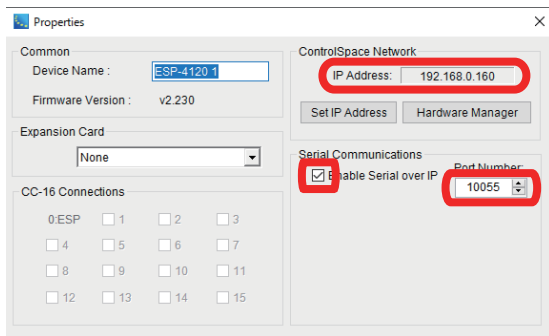 Properties
Common
Device Name :
ESP-4120 1
Firmware Version :
v2.230
Expansion Card
None
CC-16 Connections
0:ESP 1 2 3
4 5 6 7
8 9 10 11
12 13 14 15
ControlSpace Network
IP Address:
192.168.0.160
Set IP Address
Hardware Manager
Serial Communications
Enable Serial over IP
Port Number:
10055